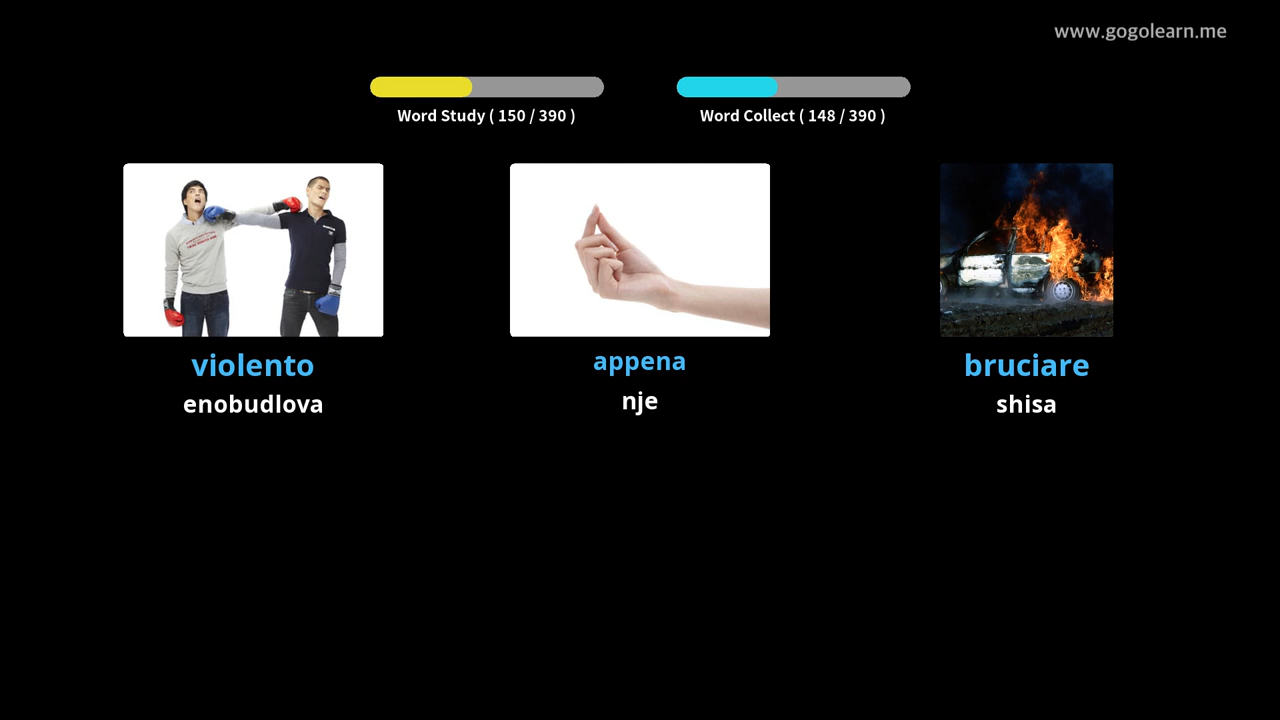 www.gogolearn.me
Word Study ( 150 / 390 )
Word Collect ( 148 / 390 )
violento
enobudlova
appena
nje
bruciare
shisa